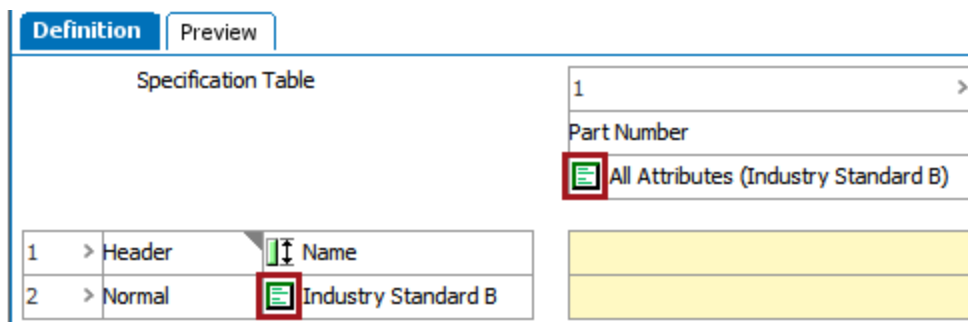 Definition Preview
Specification Table
1 >
Part Number
All Attributes (Industry Standard B)
1 > Header Name
2 > Normal Industry Standard B